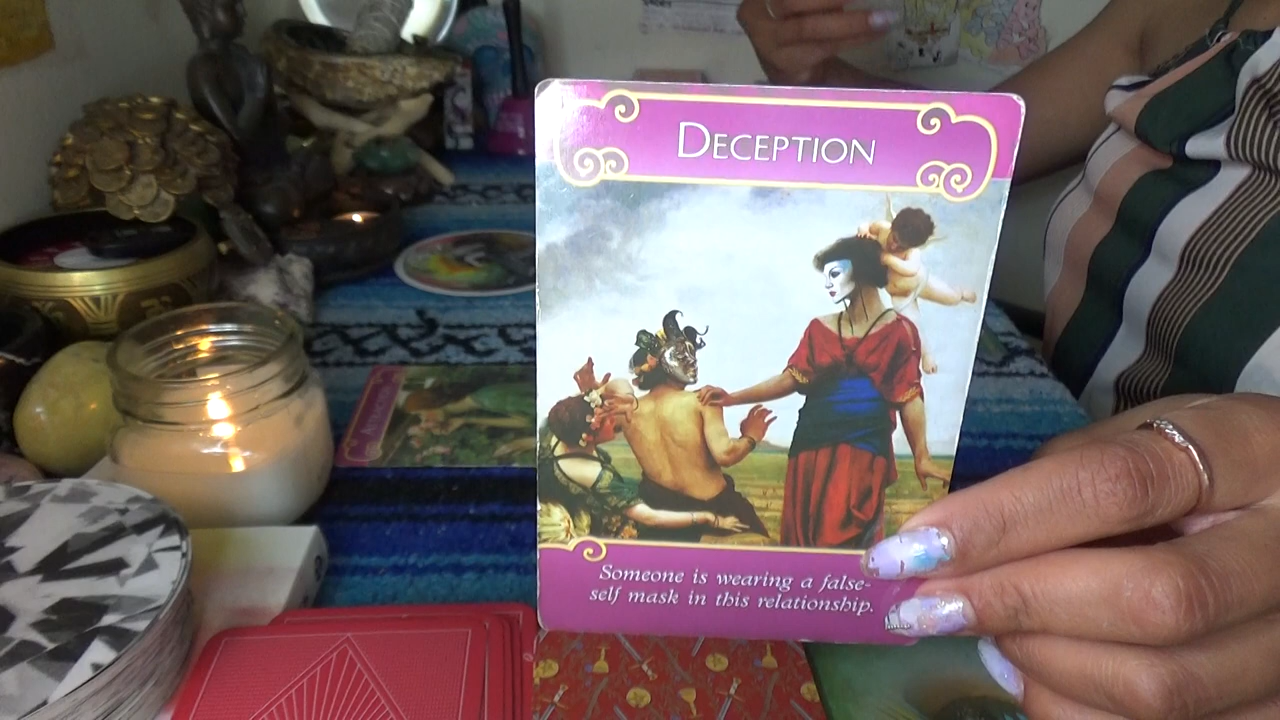 DECEPTION
Someone is wearing a false-
self mask in this relationship.